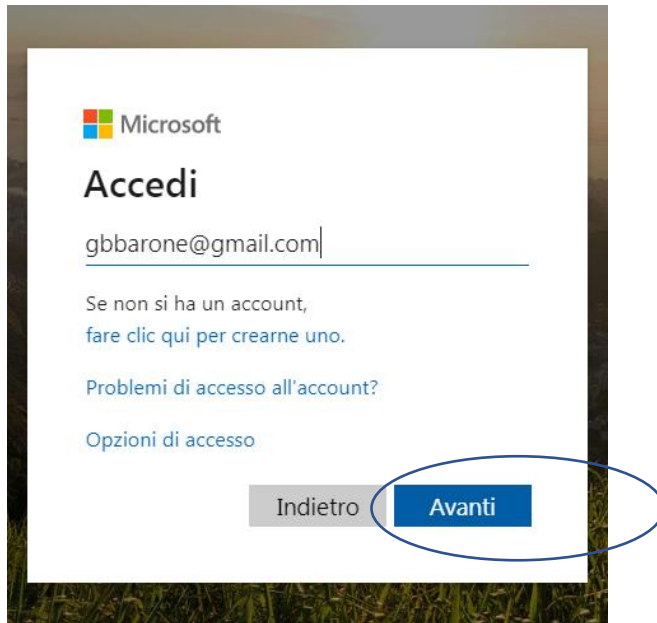 Microsoft
Accedi
gbbarone@gmail.com
Se non si ha un account,
fare clic qui per crearne uno.
Problemi di accesso all'account?
Opzioni di accesso
Indietro
Avanti